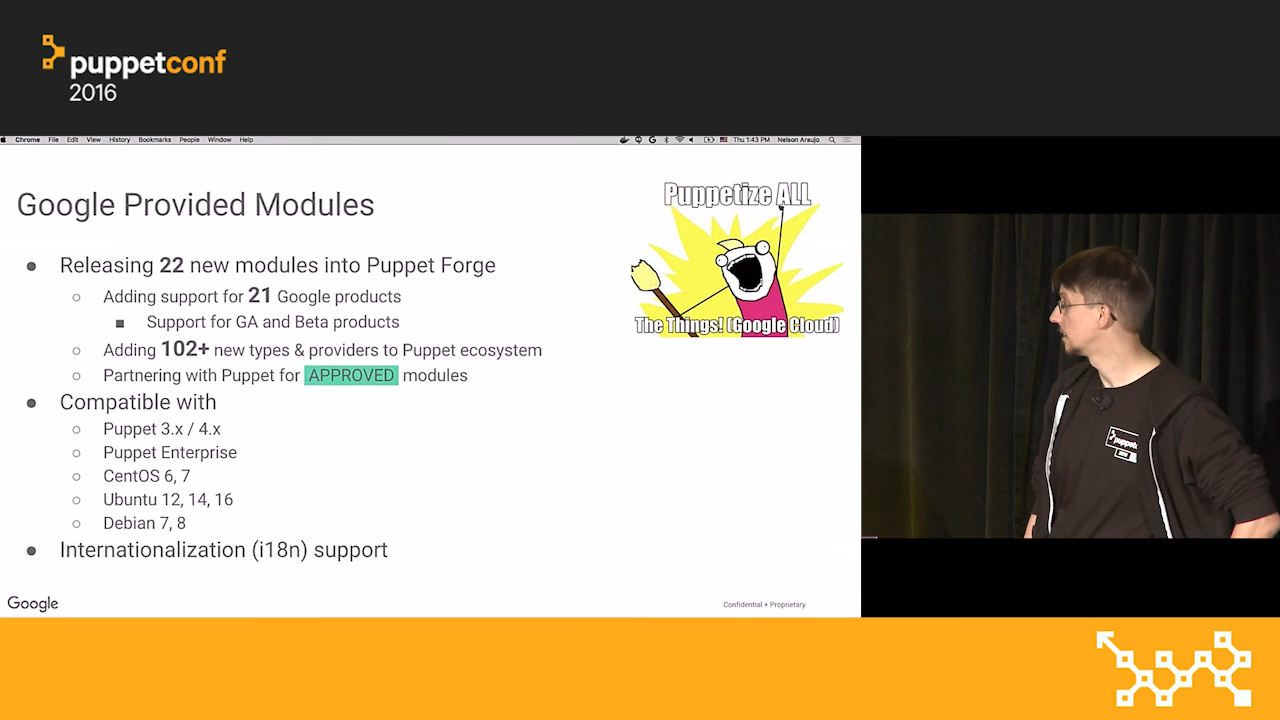 puppetconf
2016
Chrome File Edit View History Bookmarks People Window Help Thu 1:43 PM Nelson Araujo
Google Provided Modules
Puppetize ALL
The Things! (Google Cloud)
Releasing 22 new modules into Puppet Forge
Adding support for 21 Google products
Support for GA and Beta products
Adding 102+ new types & providers to Puppet ecosystem
Partnering with Puppet for APPROVED modules
Compatible with
Puppet 3.x / 4.x
Puppet Enterprise
CentOS 6, 7
Ubuntu 12, 14, 16
Debian 7, 8
Internationalization (i18n) support
Google
Confidential + Proprietary